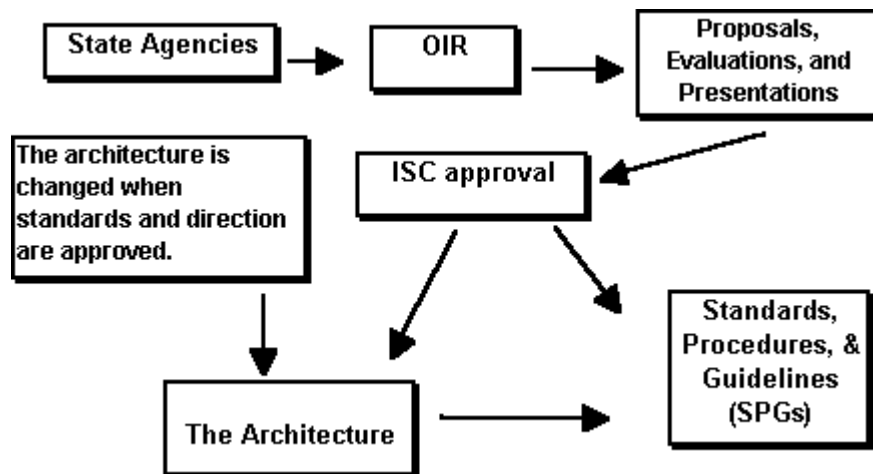 State Agencies
OIR
Proposals,
Evaluations, and
Presentations
The architecture is
changed when
standards and direction
are approved.
ISC approval
Standards,
Procedures, &
Guidelines
(SPGs)
The Architecture